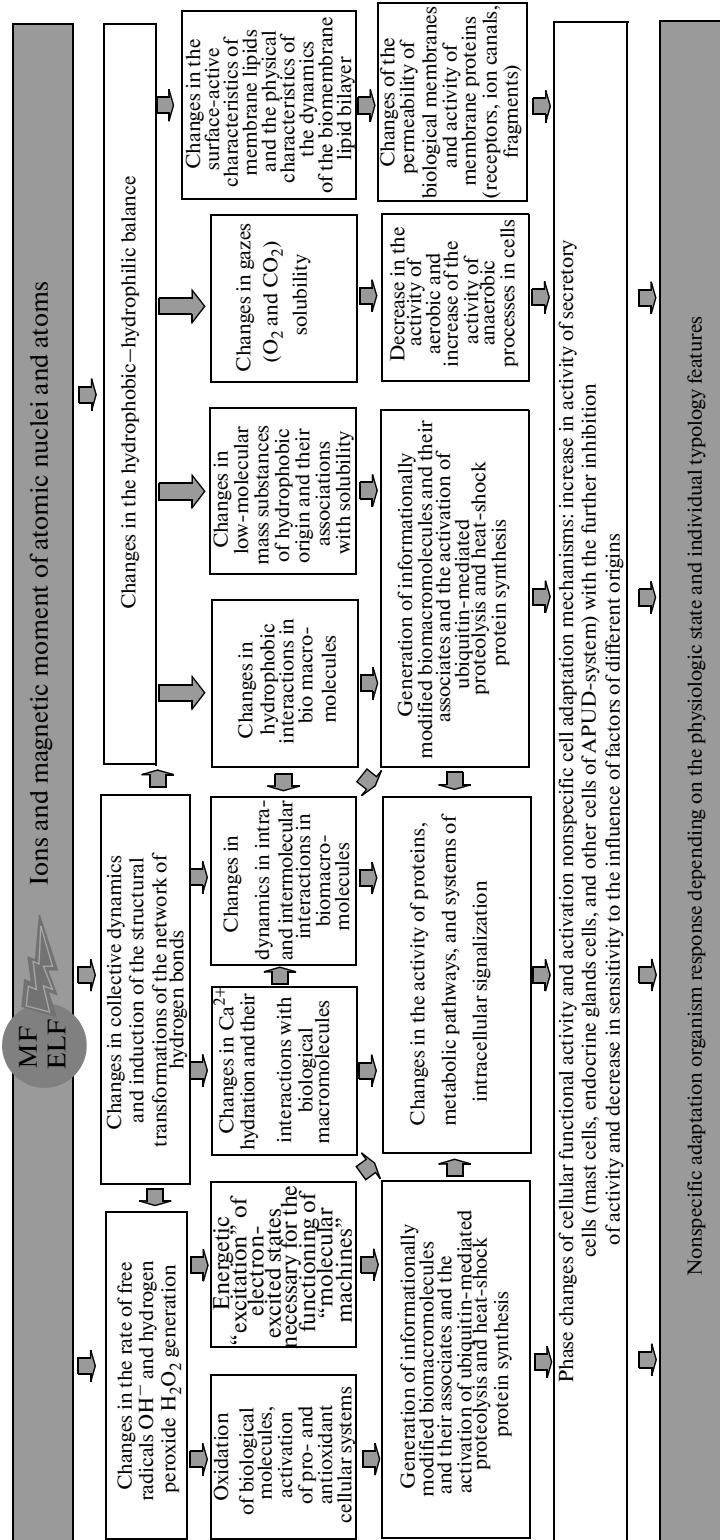 MF
ELF
Ions and magnetic moment of atomic nuclei and atoms
Changes in the rate of free
radicals OH− and hydrogen
peroxide H2O2 generation
Changes in collective dynamics
and induction of the structural
transformations of the network of
hydrogen bonds
Changes in the hydrophobic−hydrophilic balance
Oxidation
of biological
molecules,
activation
of pro- and
antioxidant
cellular systems
Energetic
“excitation” of
electron-
excited states
necessary for the
functioning of
“molecular
machines”
Changes in Ca2+
hydration and their
interactions with
biological
macromolecules
Changes in
dynamics in intra-
and intermolecular
interactions in
biomacro-
molecules
Changes in
hydrophobic
interactions in
bio macro-
molecules
Changes in
low-molecular
mass substances
of hydrophobic
origin and their
associations
with solubility
Changes in gazes
(O2 and CO2)
solubility
Changes in the
surface-active
characteristics of
membrane lipids
and the physical
characteristics of
the dynamics
of the biomembrane
lipid bilayer
Generation of informationally
modified biomacromolecules
and their associates and the
activation of ubiquitin-mediated
proteolysis and heat-shock
protein synthesis
Changes in the activity of proteins,
metabolic pathways, and systems of
intracellular signalization
Generation of informationally
modified biomacromolecules and their
associates and the activation of
ubiquitin-mediated
proteolysis and heat-shock
protein synthesis
Decrease in the
activity of
aerobic and
increase of the
activity of
anaerobic
processes in cells
Changes of the
permeability of
biological membranes
and activity of
membrane proteins
(receptors, ion canals,
fragments)
Phase changes of cellular functional activity and activation nonspecific cell adaptation mechanisms: increase in activity of secretory
cells (mast cells, endocrine glands cells, and other cells of APUD-system) with the further inhibition
of activity and decrease in sensitivity to the influence of factors of different origins
Nonspecific adaptation organism response depending on the physiologic state and individual typology features